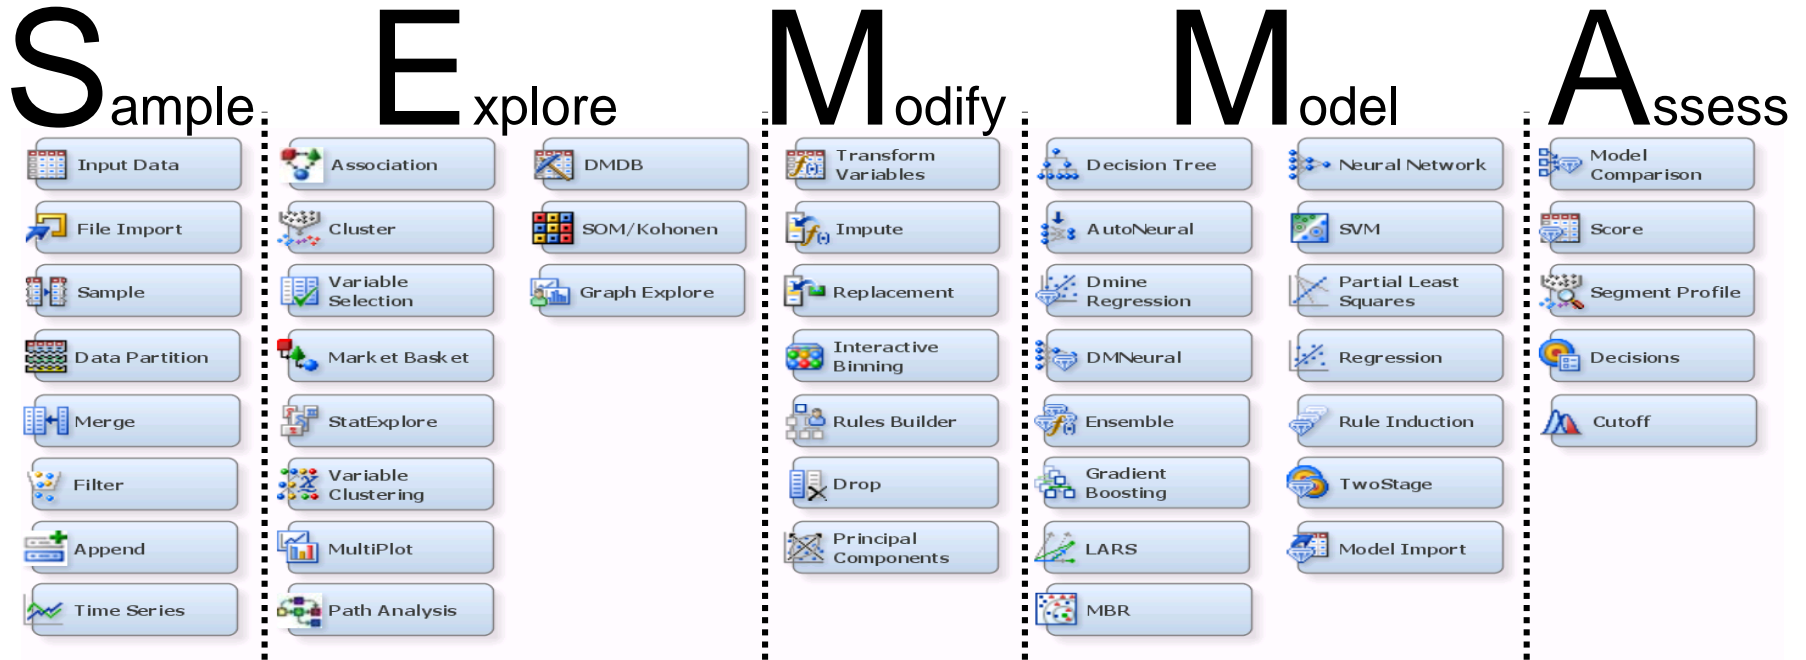 Sample
Explore
Modify
Model
Assess
Input Data
File Import
Sample
Data Partition
Merge
Filter
Append
Time Series
Association
Cluster
Variable
Selection
Market Basket
StatExplore
Variable
Clustering
MultiPlot
Path Analysis
DMDB
SOM/Kohonen
Graph Explore
Transform
Variables
Impute
Replacement
Interactive
Binning
Rules Builder
Drop
Principal
Components
Decision Tree
AutoNeural
Dmine
Regression
DMNeural
Ensemble
Gradient
Boosting
LARS
MBR
Neural Network
SVM
Partial Least
Squares
Regression
Rule Induction
TwoStage
Model Import
Model
Comparison
Score
Segment Profile
Decisions
Cutoff